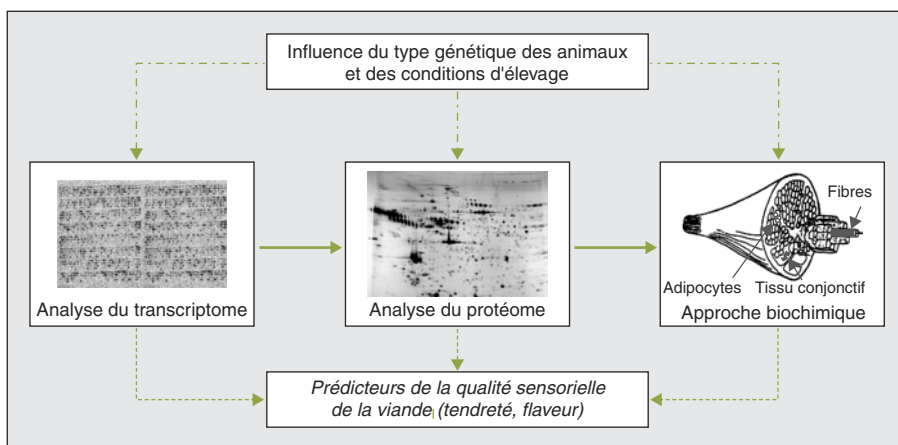 Influence du type génétique des animaux
et des conditions d'élevage
Analyse du transcriptome
Analyse du protéome
Fibres
Adipocytes
Tissu conjonctif
Approche biochimique
Prédicteurs de la qualité sensorielle
de la viande (tendreté, flaveur)